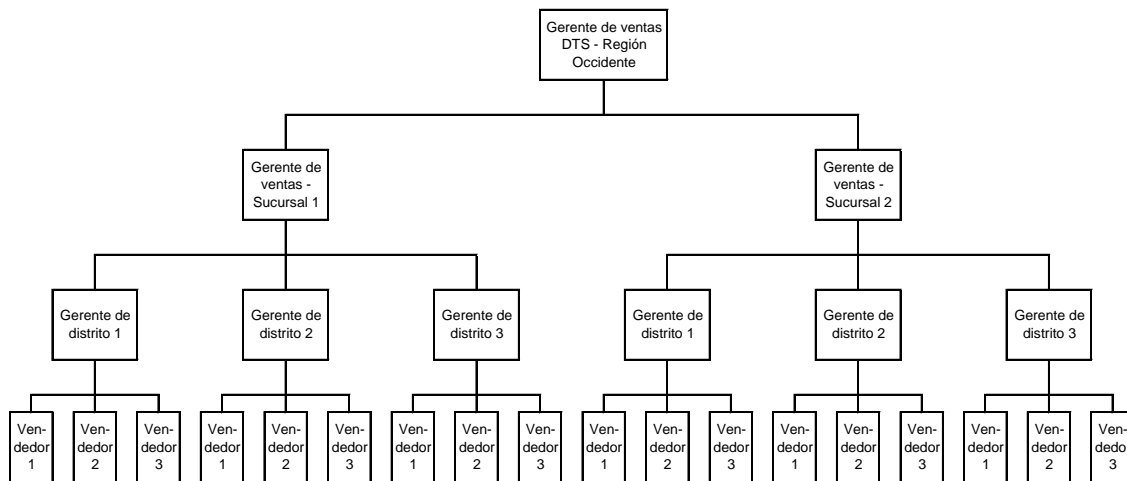 Gerente de ventas
DTS - Región
Occidente
Gerente de
ventas -
Sucursal 1
Gerente de
ventas -
Sucursal 2
Gerente de
distrito 1
Gerente de
distrito 2
Gerente de
distrito 3
Gerente de
distrito 1
Gerente de
distrito 2
Gerente de
distrito 3
Ven-
dedor
1
Ven-
dedor
2
Ven-
dedor
3
Ven-
dedor
1
Ven-
dedor
2
Ven-
dedor
3
Ven-
dedor
1
Ven-
dedor
2
Ven-
dedor
3
Ven-
dedor
1
Ven-
dedor
2
Ven-
dedor
3
Ven-
dedor
1
Ven-
dedor
2
Ven-
dedor
3
Ven-
dedor
1
Ven-
dedor
2
Ven-
dedor
3